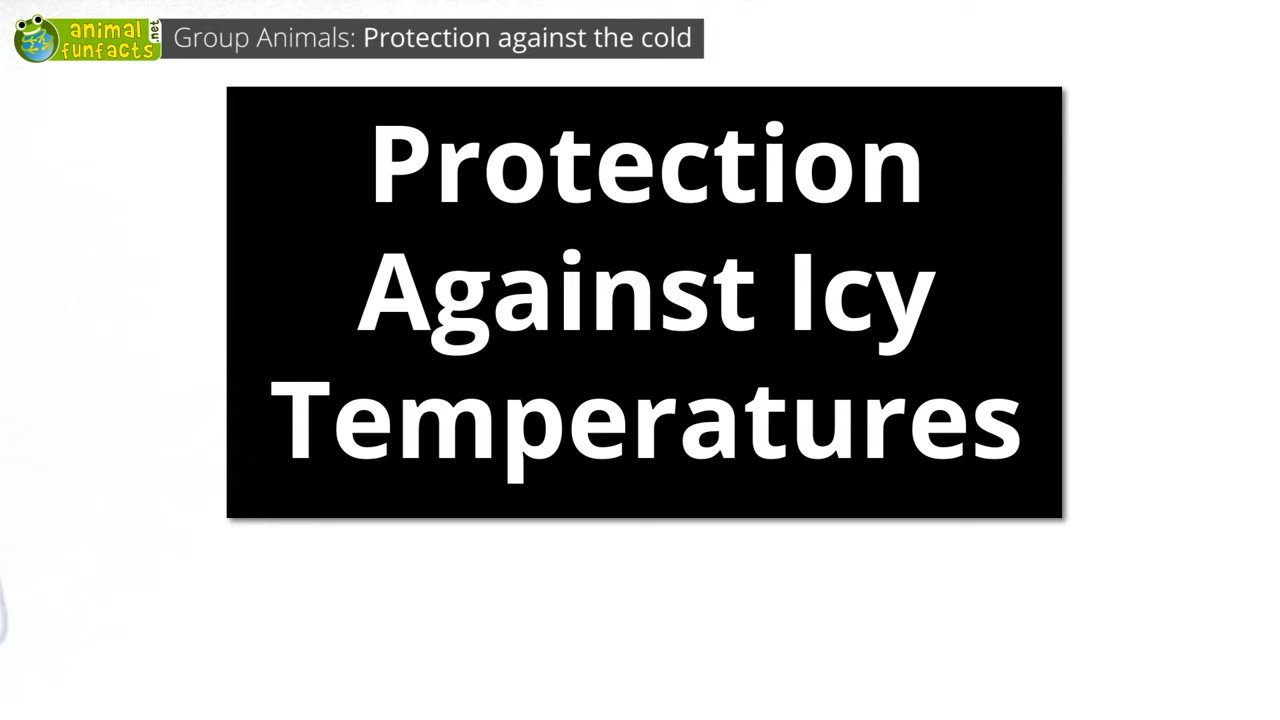 animal
funfacts
.net
Group Animals: Protection against the cold
Protection
Against Icy
Temperatures